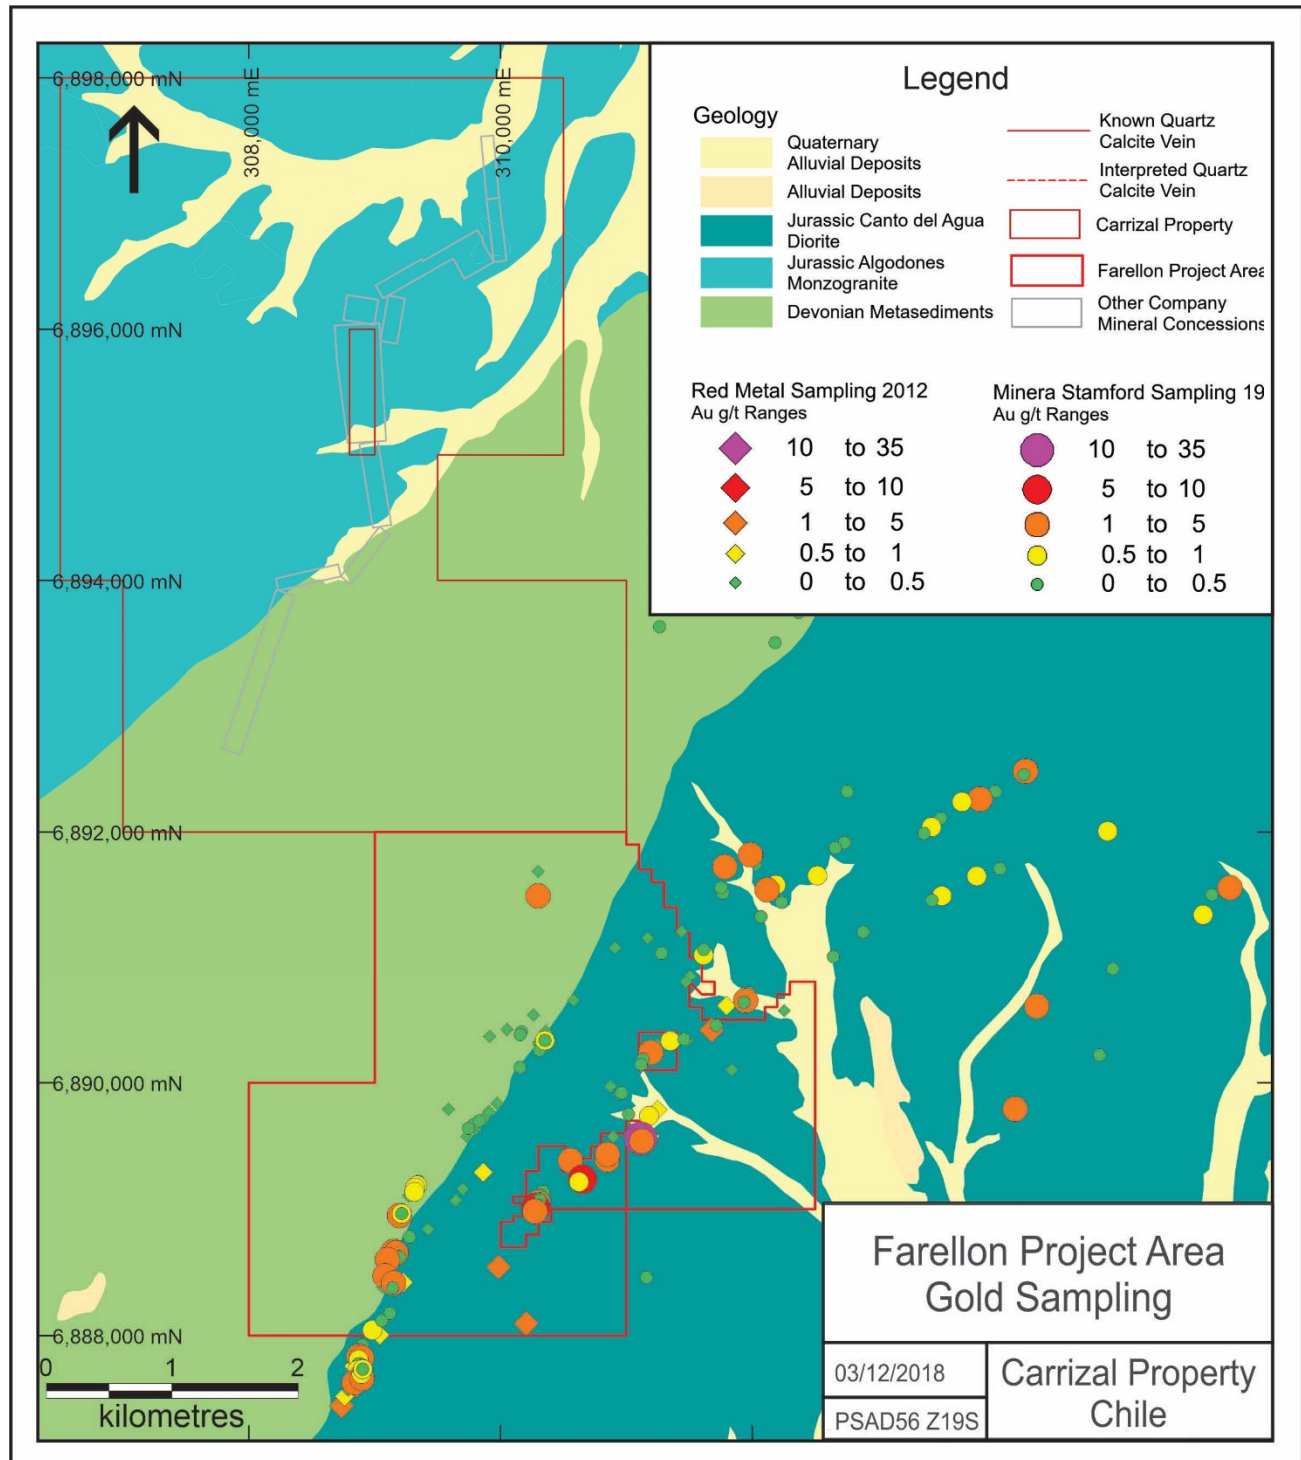 6,898,000 mN
308,000 mE
310,000 mE
6,896,000 mN
6,894,000 mN
6,892,000 mN
6,890,000 mN
6,888,000 mN
Legend
Geology
Quaternary
Alluvial Deposits
Alluvial Deposits
Jurassic Canto del Agua
Diorite
Jurassic Algodones
Monzogranite
Devonian Metasediments
Known Quartz
Calcite Vein
Interpreted Quartz
Calcite Vein
Carrizal Property
Farellon Project Area
Other Company
Mineral Concessions
Red Metal Sampling 2012
Au g/t Ranges
10 to 35
5 to 10
1 to 5
0.5 to 1
0 to 0.5
Minera Stamford Sampling 19
Au g/t Ranges
10 to 35
5 to 10
1 to 5
0.5 to 1
0 to 0.5
0 1 2
kilometres
Farellon Project Area
Gold Sampling
03/12/2018
PSAD56 Z19S
Carrizal Property
Chile